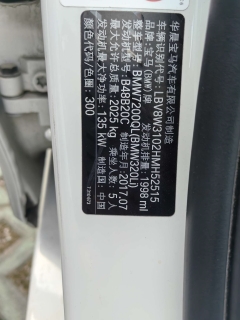 华晨宝马汽车有限公司制造
品牌：宝马(BMW)牌
车辆识别代号：LBV8W3102HMH52515
整车型号：BMW7200QL(BMW320Li)
发动机型号：B48B20C 发动机排量：1998 ml
最大允许总质量：2025 kg 制造年月：2017.07
发动机最大净功率：135 kW 乘坐人数：5 人
颜色代码/色圈：300 制造国：中国